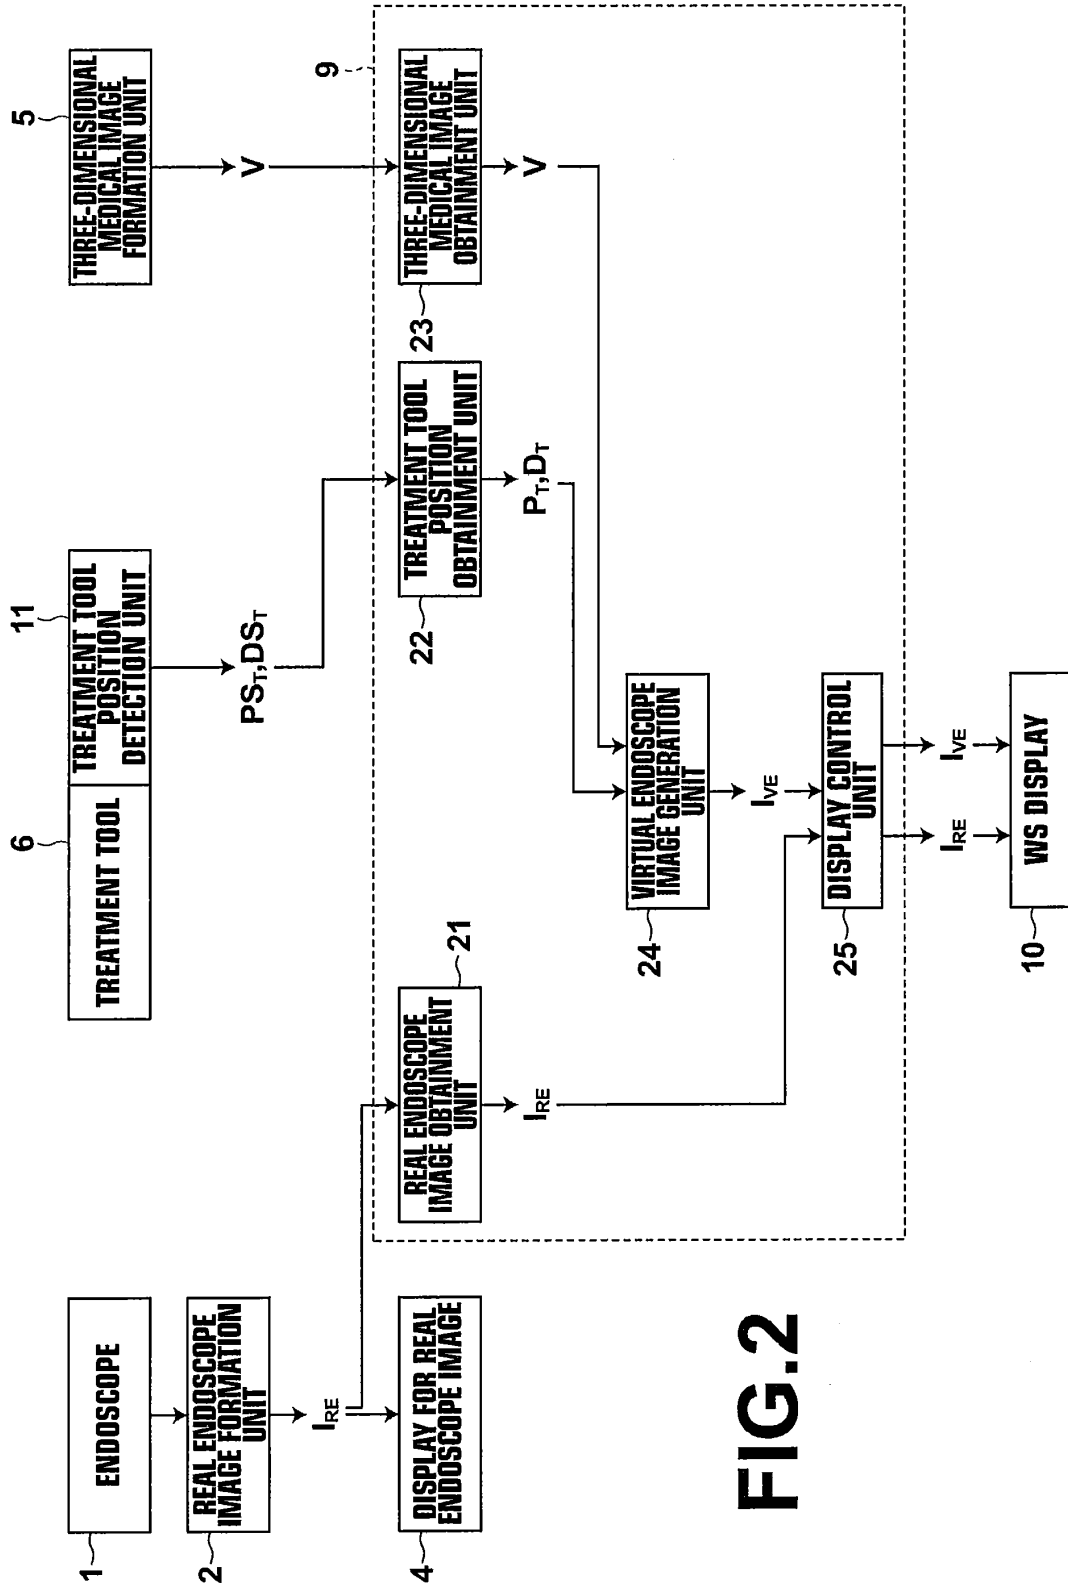 1
ENDOSCOPE
6
TREATMENT TOOL
11
TREATMENT TOOL
POSITION
DETECTION UNIT
5
THREE-DIMENSIONAL
MEDICAL IMAGE
FORMATION UNIT
2
REAL ENDOSCOPE
IMAGE FORMATION
UNIT
PST,DST
V
IRE
9
4
DISPLAY FOR REAL
ENDOSCOPE IMAGE
21
REAL ENDOSCOPE
IMAGE OBTAINMENT
UNIT
22
TREATMENT TOOL
POSITION
OBTAINMENT UNIT
23
THREE-DIMENSIONAL
MEDICAL IMAGE
OBTAINMENT UNIT
IRE
PT,DT
V
24
VIRTUAL ENDOSCOPE
IMAGE GENERATION
UNIT
IVE
25
DISPLAY CONTROL
UNIT
IRE
IVE
10
WS DISPLAY
FIG.2